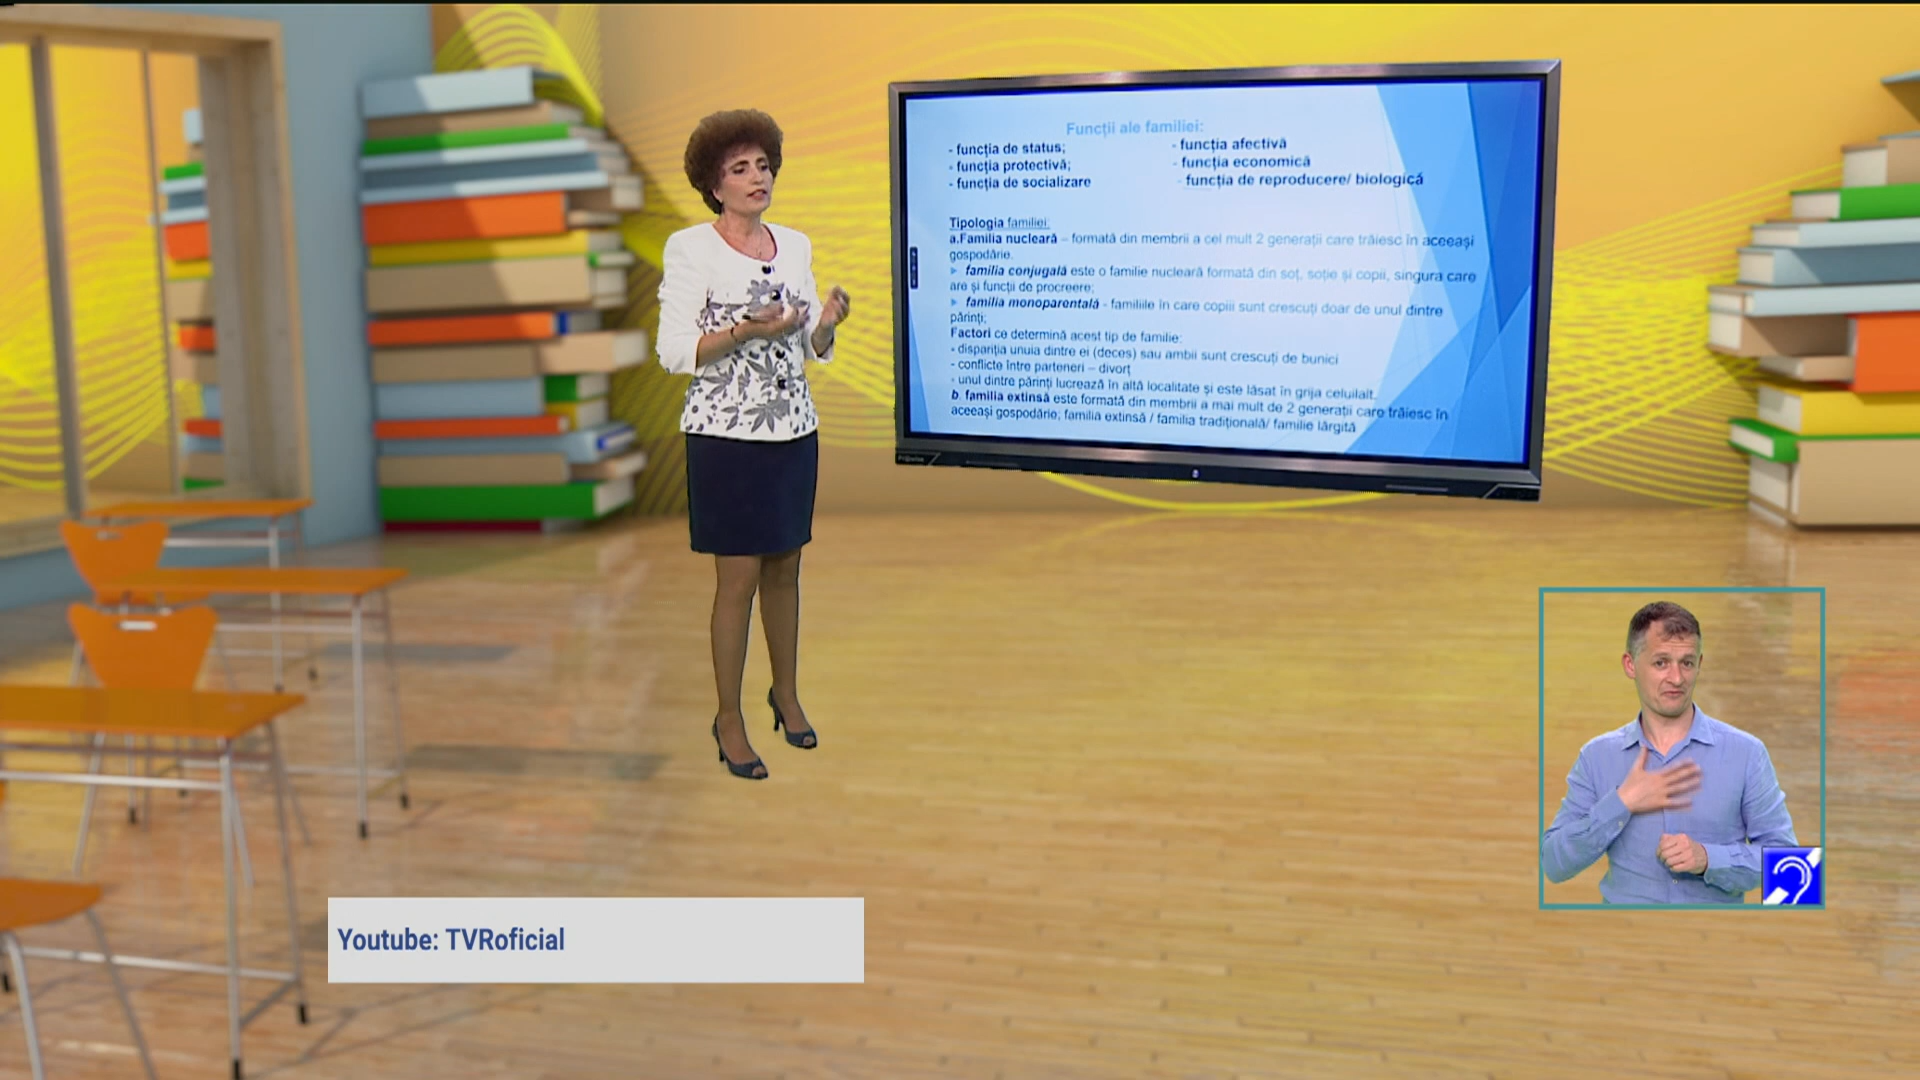 Funcții ale familiei:
- funcția de status;
- funcția afectivă
- funcția protectivă;
- funcția economică
- funcția de socializare
- funcția de reproducere/ biologică
Tipologia familiei:
a.Familia nucleară – formată din membrii a cel mult 2 generații care trăiesc în aceeași
gospodărie.
familia conjugală este o familie nucleară formată din soț, soție și copii, singura care
are și funcții de procreere;
familia monoparentală - familiile în care copiii sunt crescuți doar de unul dintre
părinți;
Factori ce determină acest tip de familie:
- dispariția unuia dintre ei (deces) sau ambii sunt crescuți de bunici
- conflicte între parteneri – divorț
- unul dintre părinți lucrează în altă localitate și este lăsat în grija celuilalt.
b. familia extinsă este formată din membrii a mai mult de 2 generații care trăiesc în
aceeași gospodărie; familia extinsă / familia tradițională/ familie lărgită
Youtube: TVRoficial